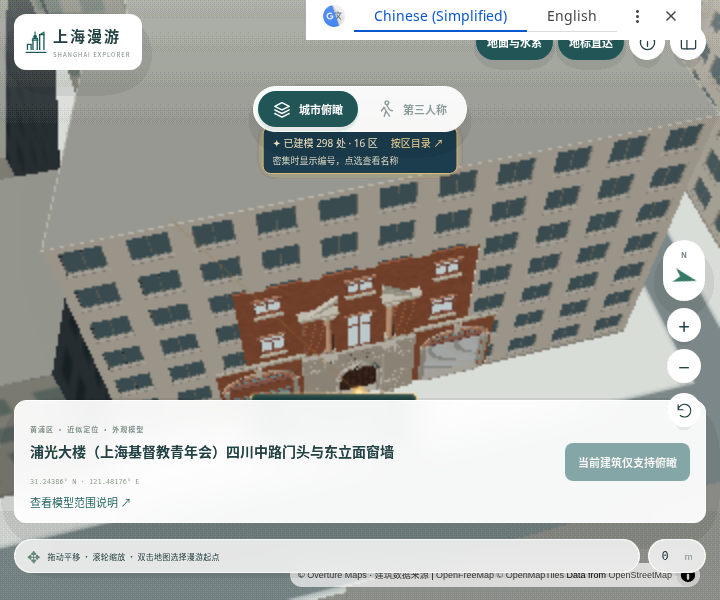 Chinese (Simplified)
English
上海漫游
SHANGHAI EXPLORER
地面与水系
地标直达
城市俯瞰
第三人称
✦ 已建模 298 处 · 16 区
按区目录 ↗
密集时显示编号，点选查看名称
N
+
−
黄浦区 · 近似定位 · 外观模型
浦光大楼（上海基督教青年会）四川中路门头与东立面窗墙
31.24386° N · 121.48176° E
查看模型范围说明 ↗
当前建筑仅支持俯瞰
拖动平移 · 滚轮缩放 · 双击地图选择漫游起点
0 m
© Overture Maps · 建筑数据来源 | OpenFreeMap © OpenMapTiles Data from OpenStreetMap